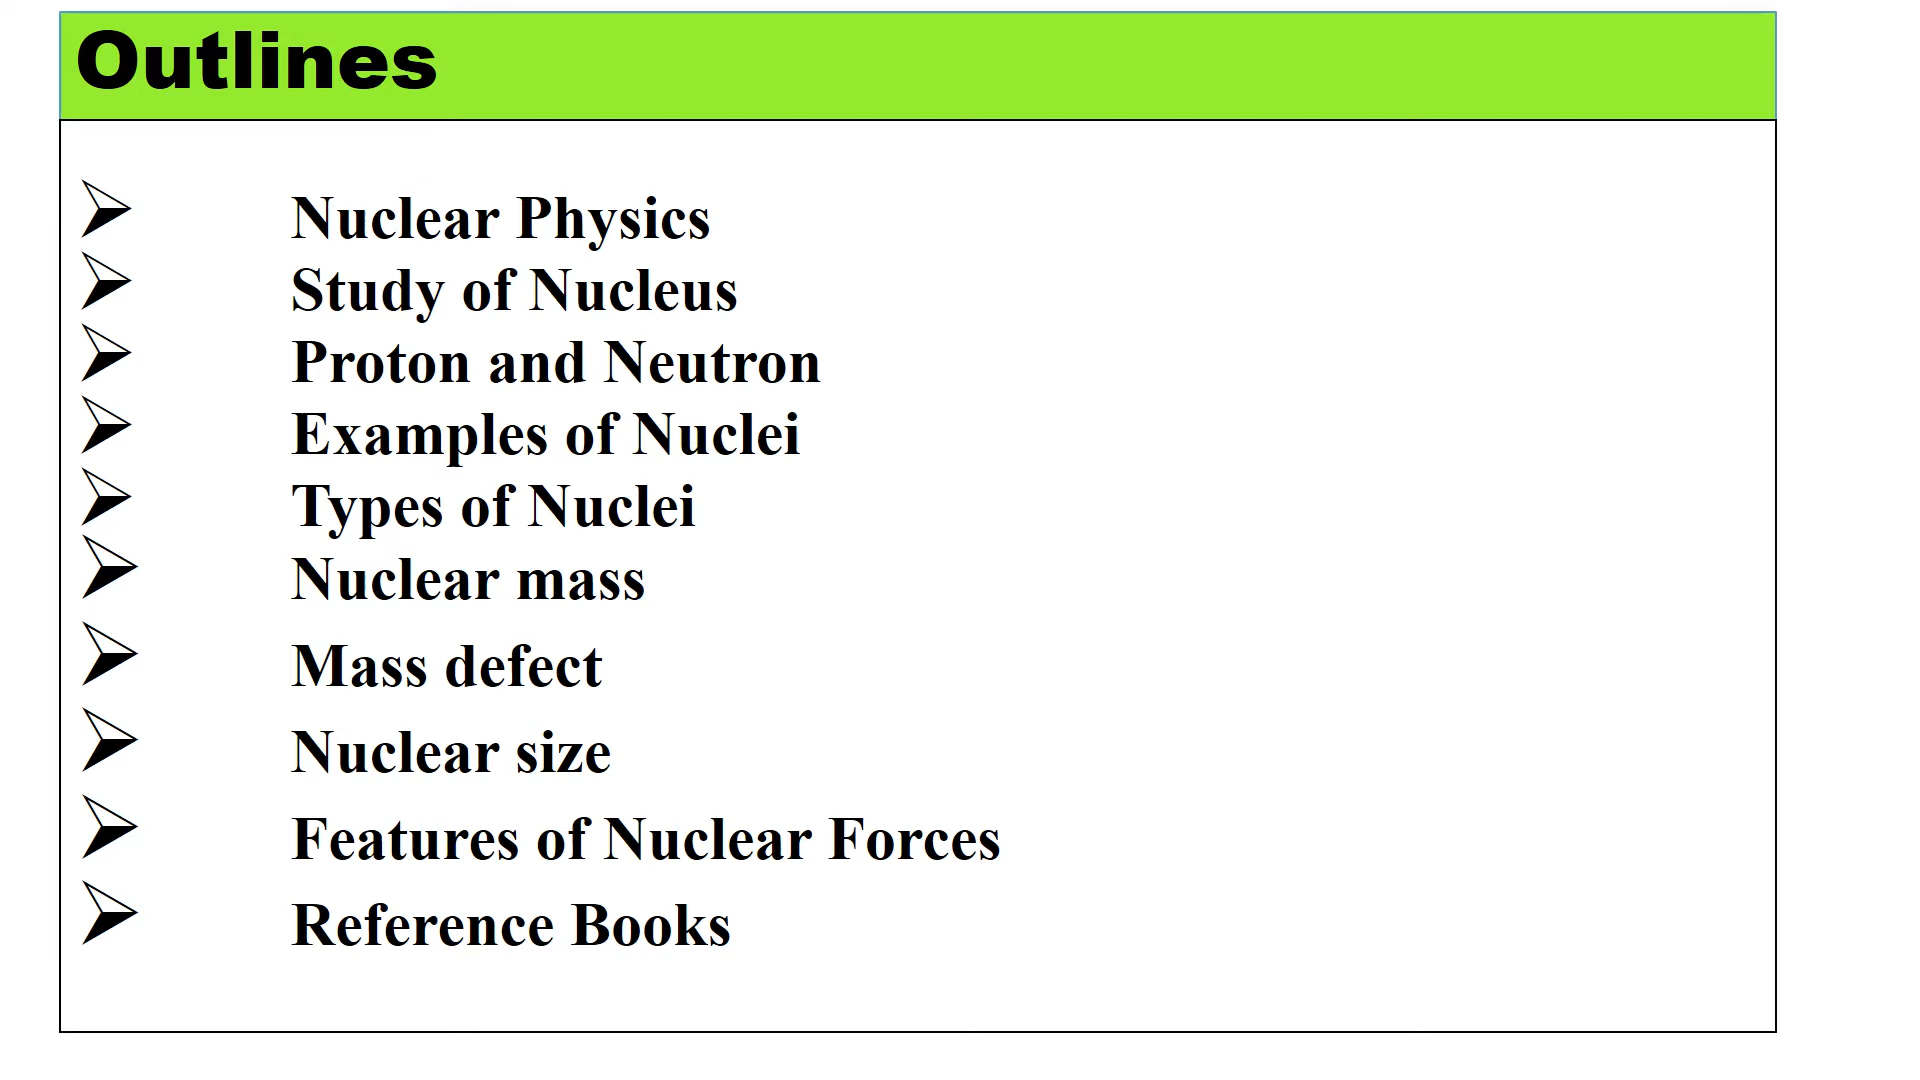 Outlines
Nuclear Physics
Study of Nucleus
Proton and Neutron
Examples of Nuclei
Types of Nuclei
Nuclear mass
Mass defect
Nuclear size
Features of Nuclear Forces
Reference Books